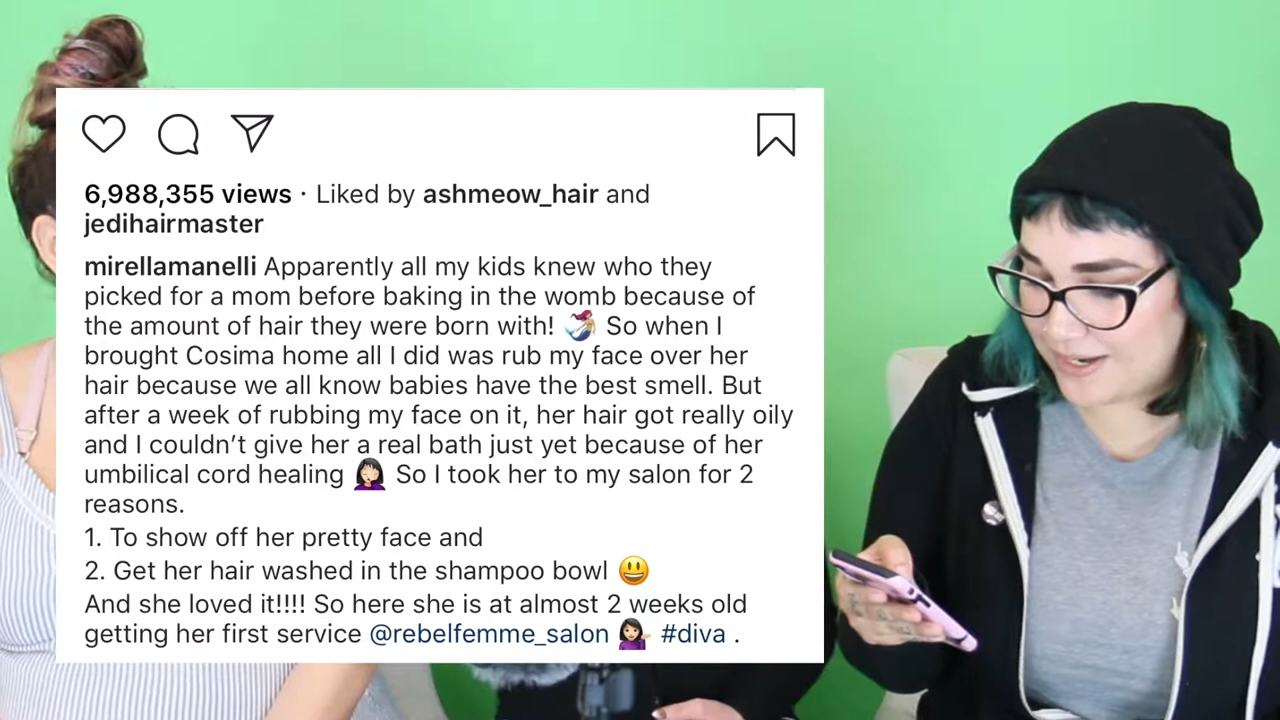 6,988,355 views · Liked by ashmeow_hair and
jedihairmaster
mirellamanelli Apparently all my kids knew who they
picked for a mom before baking in the womb because of
the amount of hair they were born with! 🧜‍♀️ So when I
brought Cosima home all I did was rub my face over her
hair because we all know babies have the best smell. But
after a week of rubbing my face on it, her hair got really oily
and I couldn’t give her a real bath just yet because of her
umbilical cord healing 🤦🏻‍♀️ So I took her to my salon for 2
reasons.
1. To show off her pretty face and
2. Get her hair washed in the shampoo bowl 😃
And she loved it!!!! So here she is at almost 2 weeks old
getting her first service @rebelfemme_salon 💁🏻‍♀️ #diva .